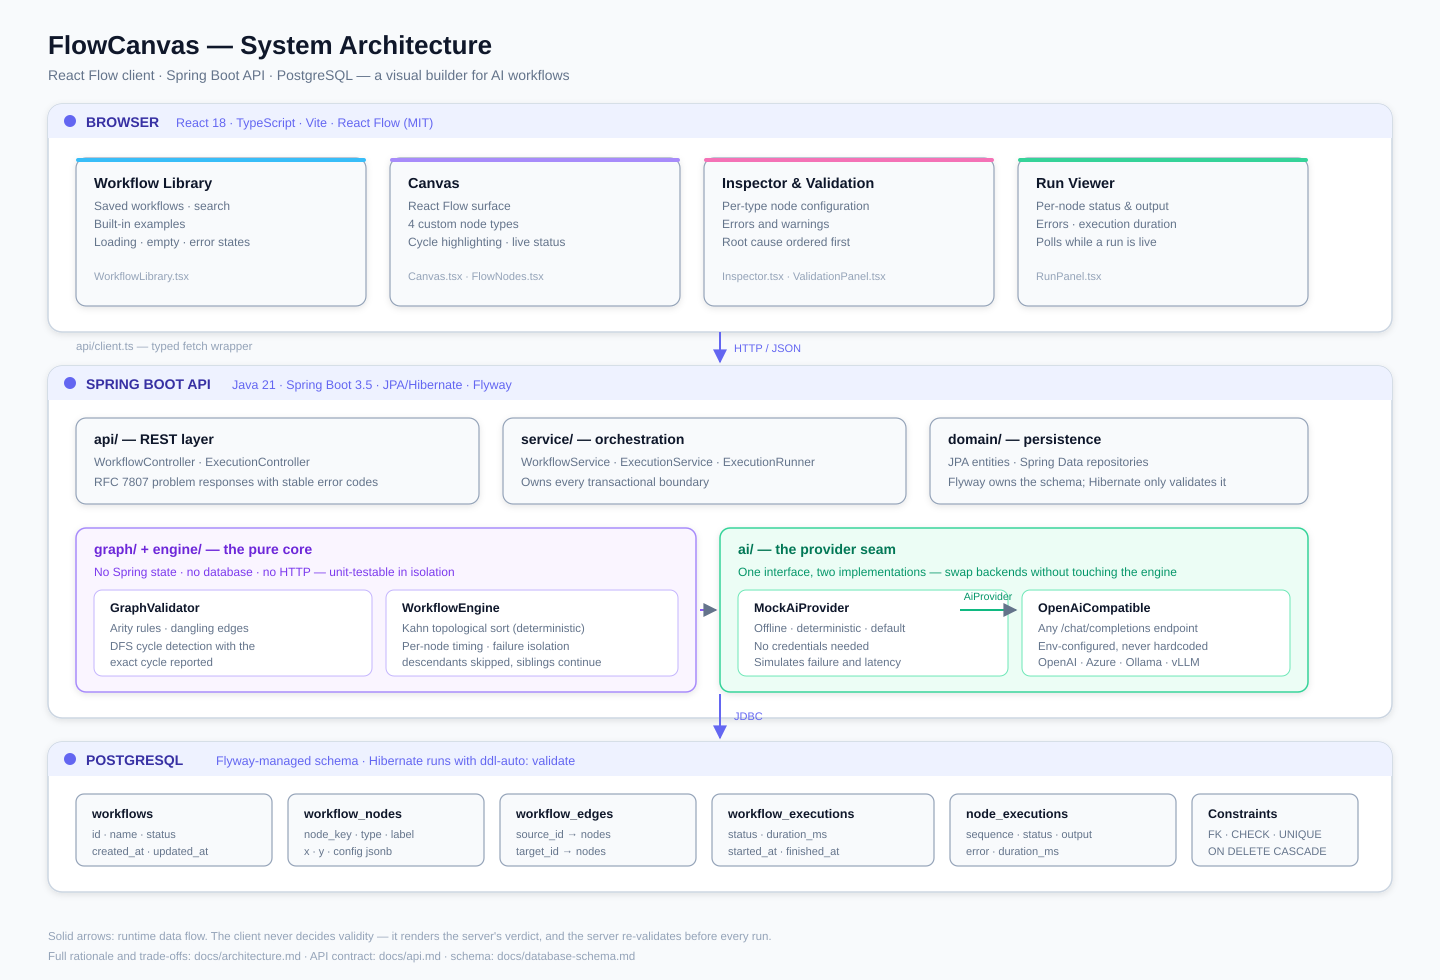 FlowCanvas — System Architecture
React Flow client · Spring Boot API · PostgreSQL — a visual builder for AI workflows
BROWSER React 18 · TypeScript · Vite · React Flow (MIT)
Workflow Library
Saved workflows · search
Built-in examples
Loading · empty · error states
WorkflowLibrary.tsx
Canvas
React Flow surface
4 custom node types
Cycle highlighting · live status
Canvas.tsx · FlowNodes.tsx
Inspector & Validation
Per-type node configuration
Errors and warnings
Root cause ordered first
Inspector.tsx · ValidationPanel.tsx
Run Viewer
Per-node status & output
Errors · execution duration
Polls while a run is live
RunPanel.tsx
api/client.ts — typed fetch wrapper
HTTP / JSON
SPRING BOOT API Java 21 · Spring Boot 3.5 · JPA/Hibernate · Flyway
api/ — REST layer
WorkflowController · ExecutionController
RFC 7807 problem responses with stable error codes
service/ — orchestration
WorkflowService · ExecutionService · ExecutionRunner
Owns every transactional boundary
domain/ — persistence
JPA entities · Spring Data repositories
Flyway owns the schema; Hibernate only validates it
graph/ + engine/ — the pure core
No Spring state · no database · no HTTP — unit-testable in isolation
GraphValidator
Arity rules · dangling edges
DFS cycle detection with the
exact cycle reported
WorkflowEngine
Kahn topological sort (deterministic)
Per-node timing · failure isolation
descendants skipped, siblings continue
ai/ — the provider seam
One interface, two implementations — swap backends without touching the engine
MockAiProvider
Offline · deterministic · default
No credentials needed
Simulates failure and latency
AiProvider
OpenAiCompatible
Any /chat/completions endpoint
Env-configured, never hardcoded
OpenAI · Azure · Ollama · vLLM
JDBC
POSTGRESQL Flyway-managed schema · Hibernate runs with ddl-auto: validate
workflows
id · name · status
created_at · updated_at
workflow_nodes
node_key · type · label
x · y · config jsonb
workflow_edges
source_id → nodes
target_id → nodes
workflow_executions
status · duration_ms
started_at · finished_at
node_executions
sequence · status · output
error · duration_ms
Constraints
FK · CHECK · UNIQUE
ON DELETE CASCADE
Solid arrows: runtime data flow. The client never decides validity — it renders the server's verdict, and the server re-validates before every run.
Full rationale and trade-offs: docs/architecture.md · API contract: docs/api.md · schema: docs/database-schema.md